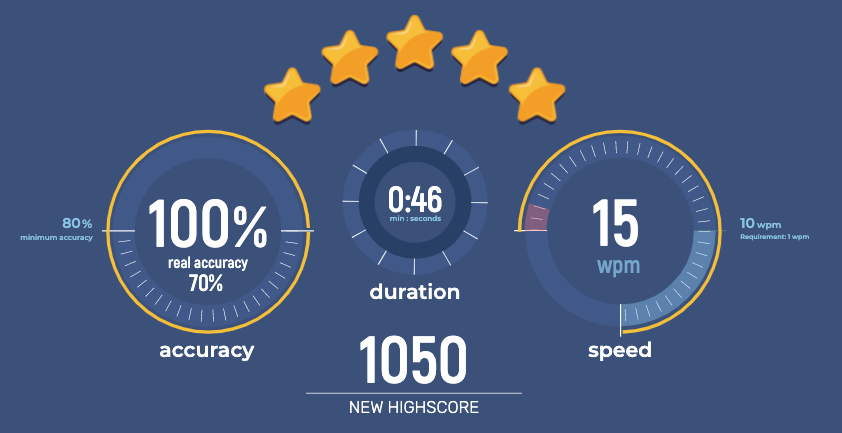 80%
minimum accuracy
100%
real accuracy
70%
accuracy
0:46
min : seconds
duration
15
wpm
speed
10 wpm
Requirement: 1 wpm
1050
NEW HIGHSCORE